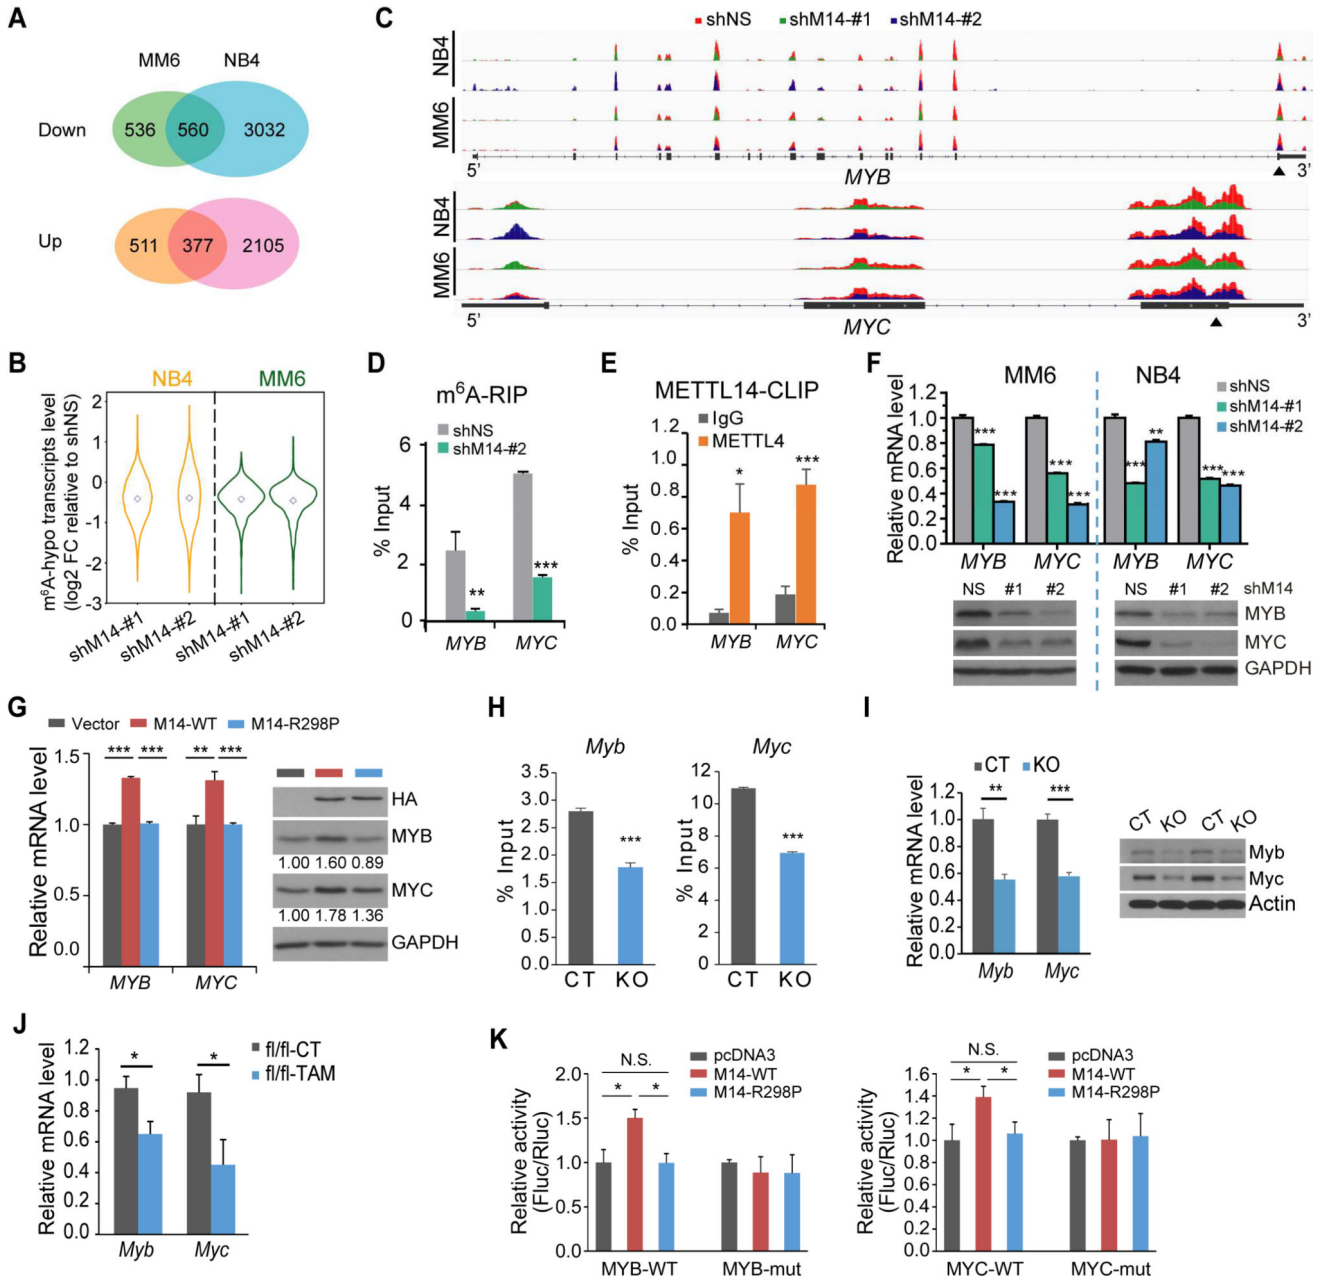 A
MM6 NB4
Down 536 560 3032
Up 511 377 2105
C
shNS shM14-#1 shM14-#2
NB4
MM6
5' MYB 3'
NB4
MM6
5' MYC 3'
B
NB4 MM6
m⁶A-hypo transcripts level
(log2 FC relative to shNS)
2
1
0
-1
-2
-3
shM14-#1 shM14-#2 shM14-#1 shM14-#2
D
m⁶A-RIP
shNS
shM14-#2
% Input
6
4
2
0
** ***
MYB MYC
E
METTL14-CLIP
IgG
METTL4
% Input
1.2
1.0
0.8
0.6
0.4
0.2
0.0
* ***
MYB MYC
F
MM6 NB4
shNS
shM14-#1
shM14-#2
Relative mRNA level
1.2
1.0
0.8
0.6
0.4
0.2
0.0
*** *** *** *** *** ** *** ***
MYB MYC MYB MYC
NS #1 #2 NS #1 #2 shM14
MYB
MYC
GAPDH
G
Vector M14-WT M14-R298P
Relative mRNA level
1.5
1.0
0.5
0.0
*** *** ** ***
MYB MYC
HA
MYB
1.00 1.60 0.89
MYC
1.00 1.78 1.36
GAPDH
H
Myb
% Input
3.5
3.0
2.5
2.0
1.5
1.0
0.5
0.0
***
CT KO
Myc
% Input
12
10
8
6
4
2
0
***
CT KO
I
CT KO
Relative mRNA level
1.2
1.0
0.8
0.6
0.4
0.2
0.0
** ***
Myb Myc
CT KO CT KO
Myb
Myc
Actin
J
fl/fl-CT
fl/fl-TAM
Relative mRNA level
1.2
1.0
0.8
0.6
0.4
0.2
0.0
* *
Myb Myc
K
pcDNA3
M14-WT
M14-R298P
Relative activity
(Fluc/Rluc)
2.0
1.5
1.0
0.5
0.0
N.S.
* *
MYB-WT MYB-mut
pcDNA3
M14-WT
M14-R298P
Relative activity
(Fluc/Rluc)
1.6
1.4
1.2
1.0
0.8
0.6
0.4
0.2
0.0
N.S.
* *
MYC-WT MYC-mut